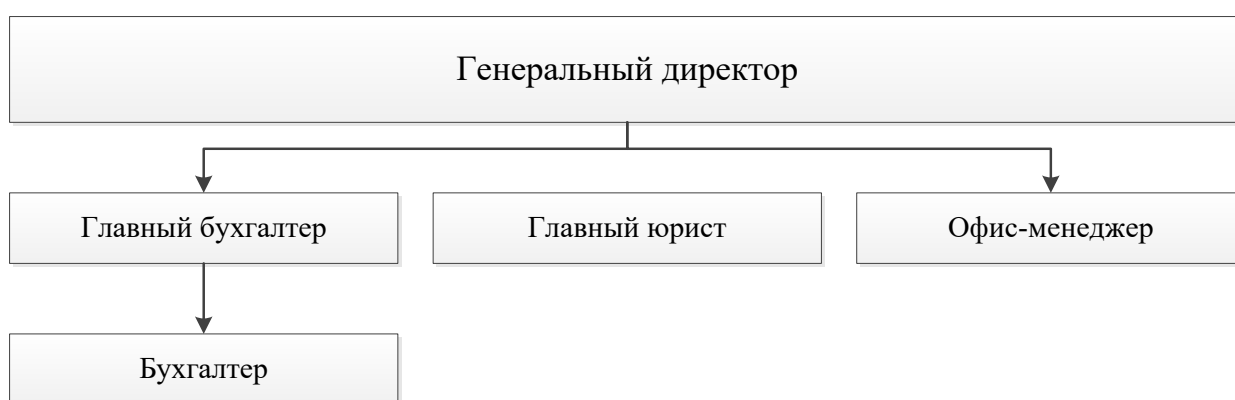 Генеральный директор
Главный бухгалтер
Главный юрист
Офис-менеджер
Бухгалтер